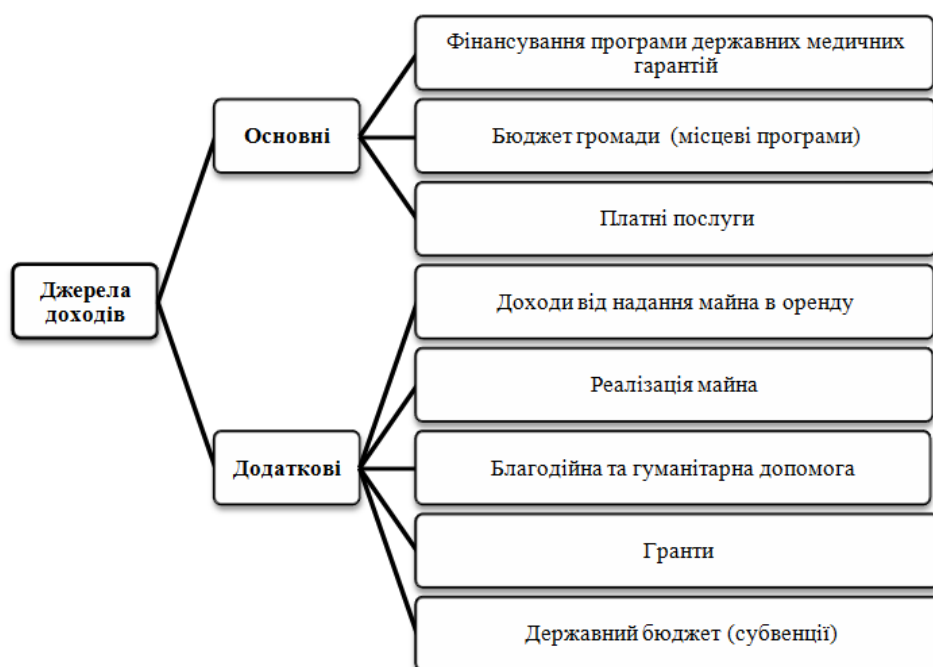 Фінансування програми державних медичних
гарантій
Основні
Бюджет громади (місцеві програми)
Платні послуги
Джерела
доходів
Доходи від надання майна в оренду
Реалізація майна
Додаткові
Благодійна та гуманітарна допомога
Гранти
Державний бюджет (субвенції)